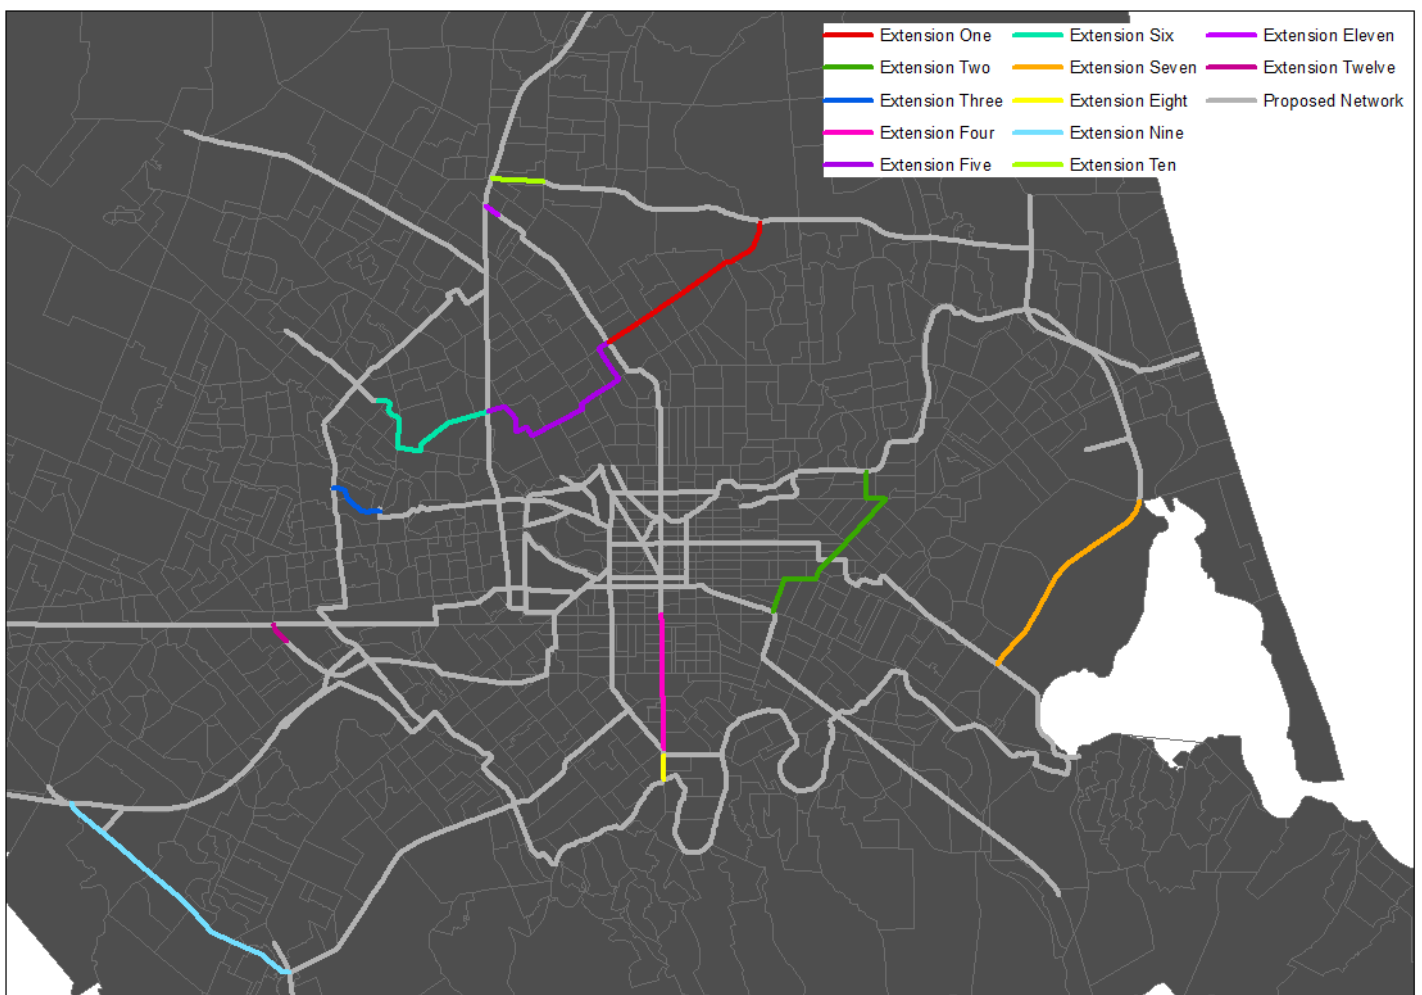 Extension One
Extension Two
Extension Three
Extension Four
Extension Five
Extension Six
Extension Seven
Extension Eight
Extension Nine
Extension Ten
Extension Eleven
Extension Twelve
Proposed Network